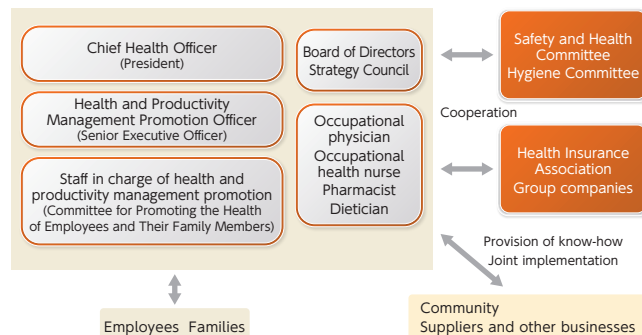 Chief Health Officer
(President)
Health and Productivity
Management Promotion Officer
(Senior Executive Officer)
Staff in charge of health and
productivity management promotion
(Committee for Promoting the Health
of Employees and Their Family Members)
Board of Directors
Strategy Council
Occupational
physician
Occupational
health nurse
Pharmacist
Dietician
Safety and Health
Committee
Hygiene Committee
Cooperation
Health Insurance
Association
Group companies
Provision of know-how
Joint implementation
Employees Families
Community
Suppliers and other businesses